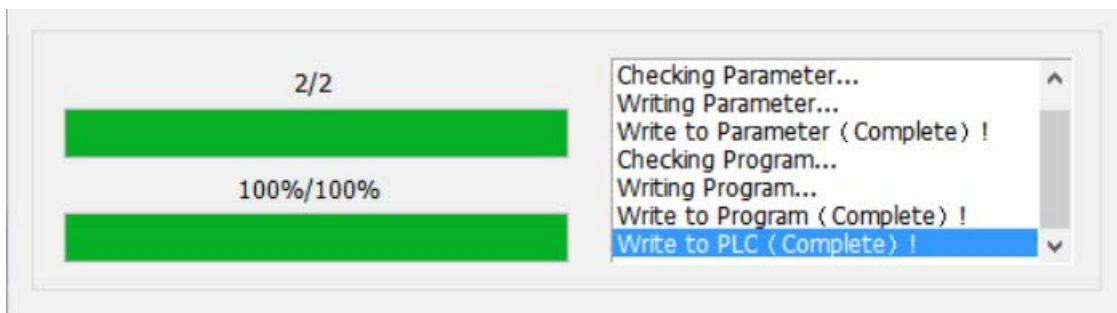 2/2
100%/100%
Checking Parameter...
Writing Parameter...
Write to Parameter (Complete) !
Checking Program...
Writing Program...
Write to Program (Complete) !
Write to PLC (Complete) !